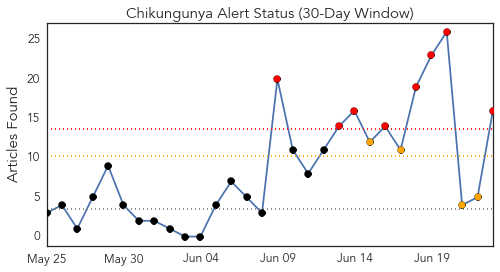 Chikungunya Alert Status (30-Day Window)
Articles Found
25
20
15
10
5
0
May 25 May 30 Jun 04 Jun 09 Jun 14 Jun 19